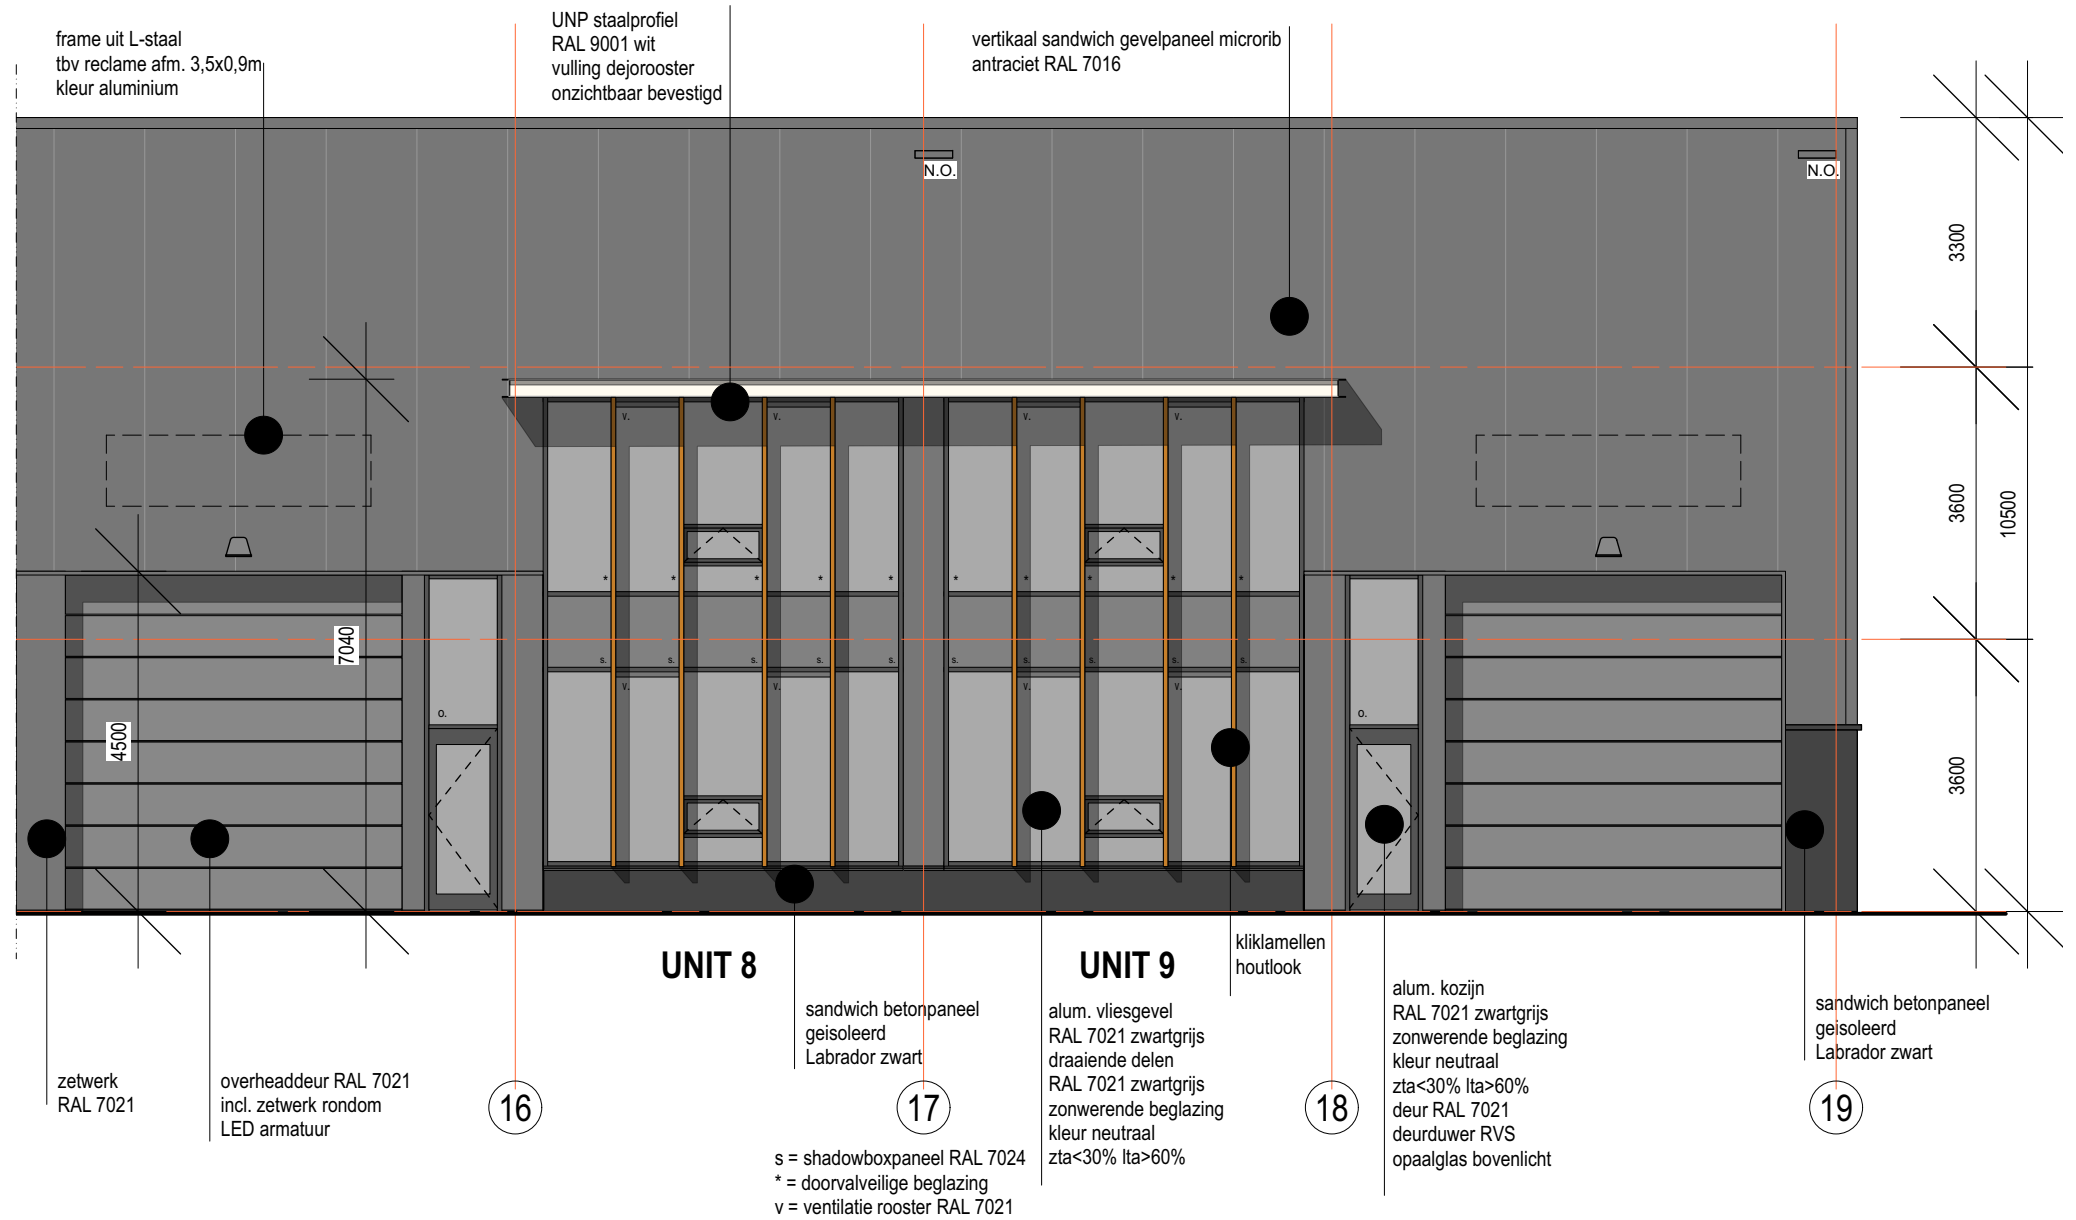 frame uit L-staal
tbv reclame afm. 3,5x0,9m
kleur aluminium
UNP staalprofiel
RAL 9001 wit
vulling dejorooster
onzichtbaar bevestigd
vertikaal sandwich gevelpaneel microrib
antraciet RAL 7016
N.O.
N.O.
3300
3600
10500
3600
7040
4500
v.
v.
v.
v.
*
*
*
*
*
*
*
*
*
*
s.
s.
s.
s.
s.
s.
s.
s.
s.
s.
v.
v.
v.
v.
o.
o.
UNIT 8
UNIT 9
kliklamellen
houtlook
sandwich betonpaneel
geisoleerd
Labrador zwart
alum. vliesgevel
RAL 7021 zwartgrijs
draaiende delen
RAL 7021 zwartgrijs
zonwerende beglazing
kleur neutraal
zta<30% lta>60%
alum. kozijn
RAL 7021 zwartgrijs
zonwerende beglazing
kleur neutraal
zta<30% lta>60%
deur RAL 7021
deurduwer RVS
opaalglas bovenlicht
sandwich betonpaneel
geisoleerd
Labrador zwart
zetwerk
RAL 7021
overheaddeur RAL 7021
incl. zetwerk rondom
LED armatuur
16
17
18
19
s = shadowboxpaneel RAL 7024
* = doorvalveilige beglazing
v = ventilatie rooster RAL 7021